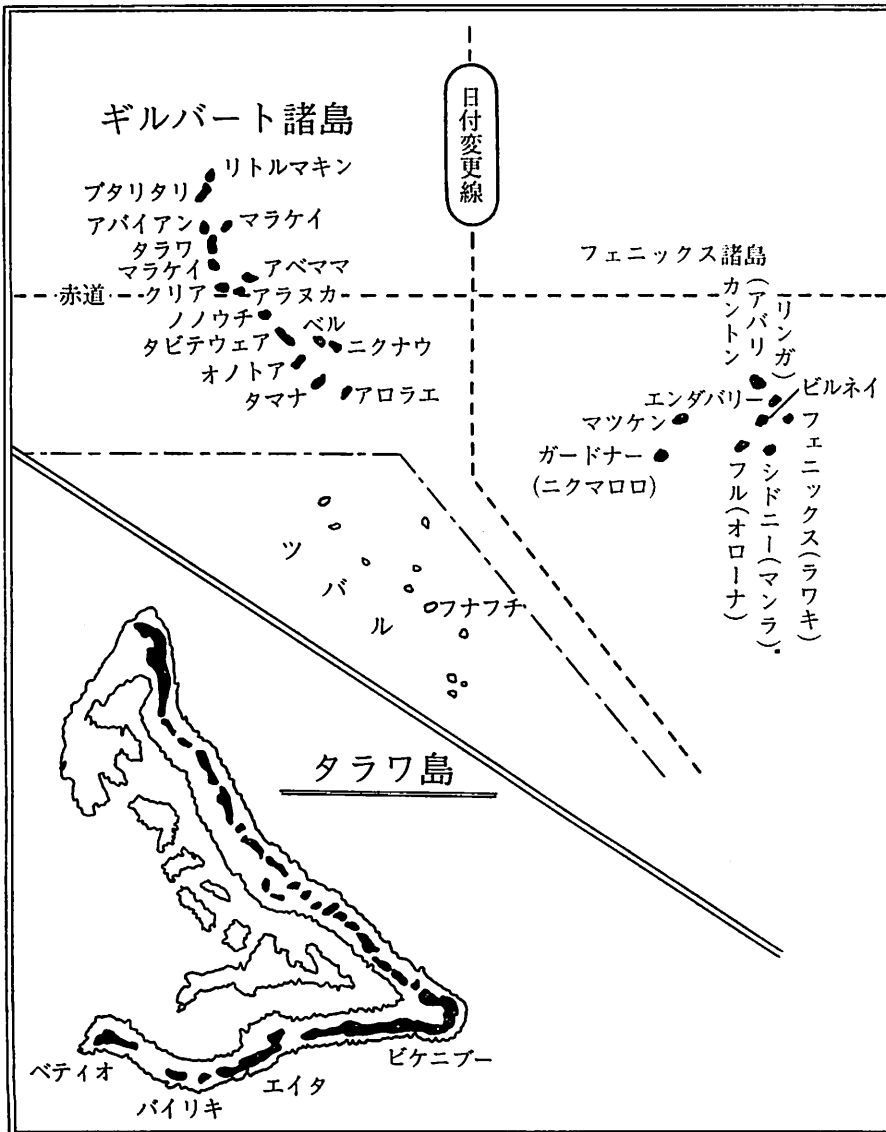 日付変更線
ギルバート諸島
リトルマキン
ブタリタリ
アバイアン
マラケイ
タラワ
マラケイ
アベママ
赤道
クリア
アラヌカ
ノノウチ
ベル
タビテウェア
ニクナウ
オノトア
タマナ
アロラエ
フェニックス諸島
カントン
(アバリ
リンガ)
エンダバリー
ビルネイ
マツケン
ガードナー
(ニクマロロ)
フル(オローナ)
シドニー(マンラ)
フェニックス(ラワキ)
ツバル
フナフチ
タラワ島
ベティオ
バイリキ
エイタ
ビケニブー